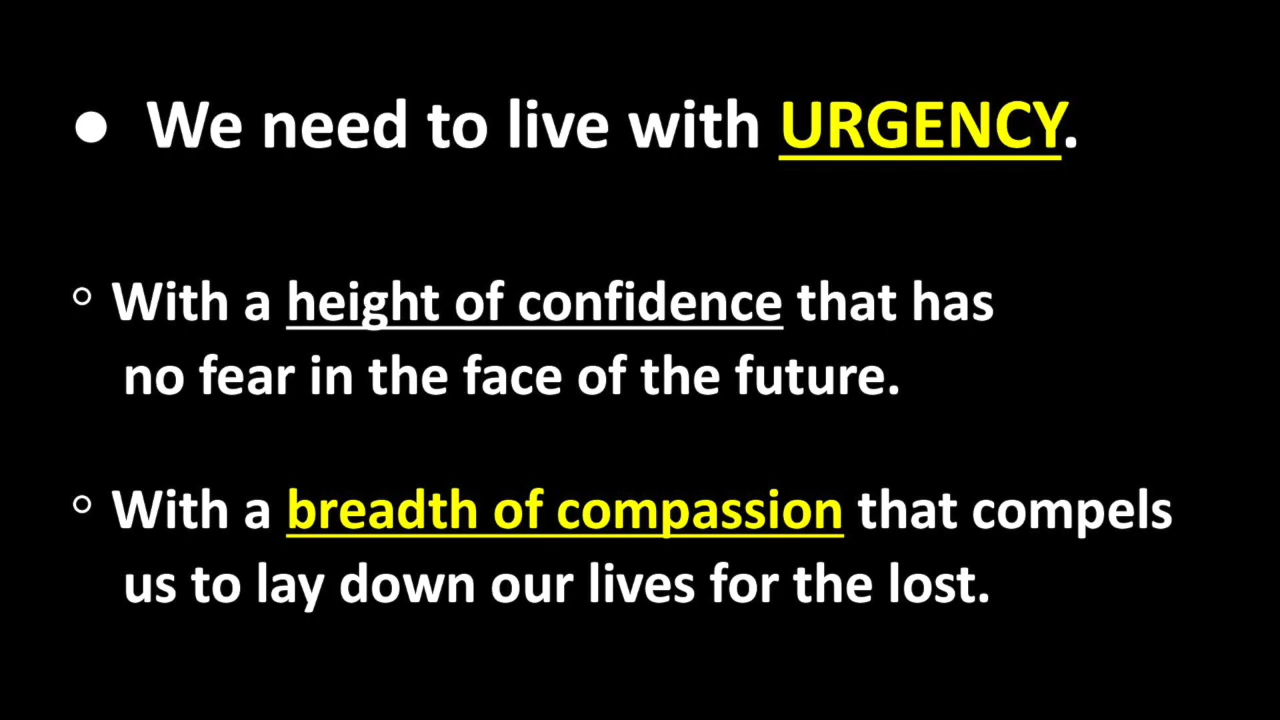 ● We need to live with URGENCY.
○ With a height of confidence that has
no fear in the face of the future.
○ With a breadth of compassion that compels
us to lay down our lives for the lost.